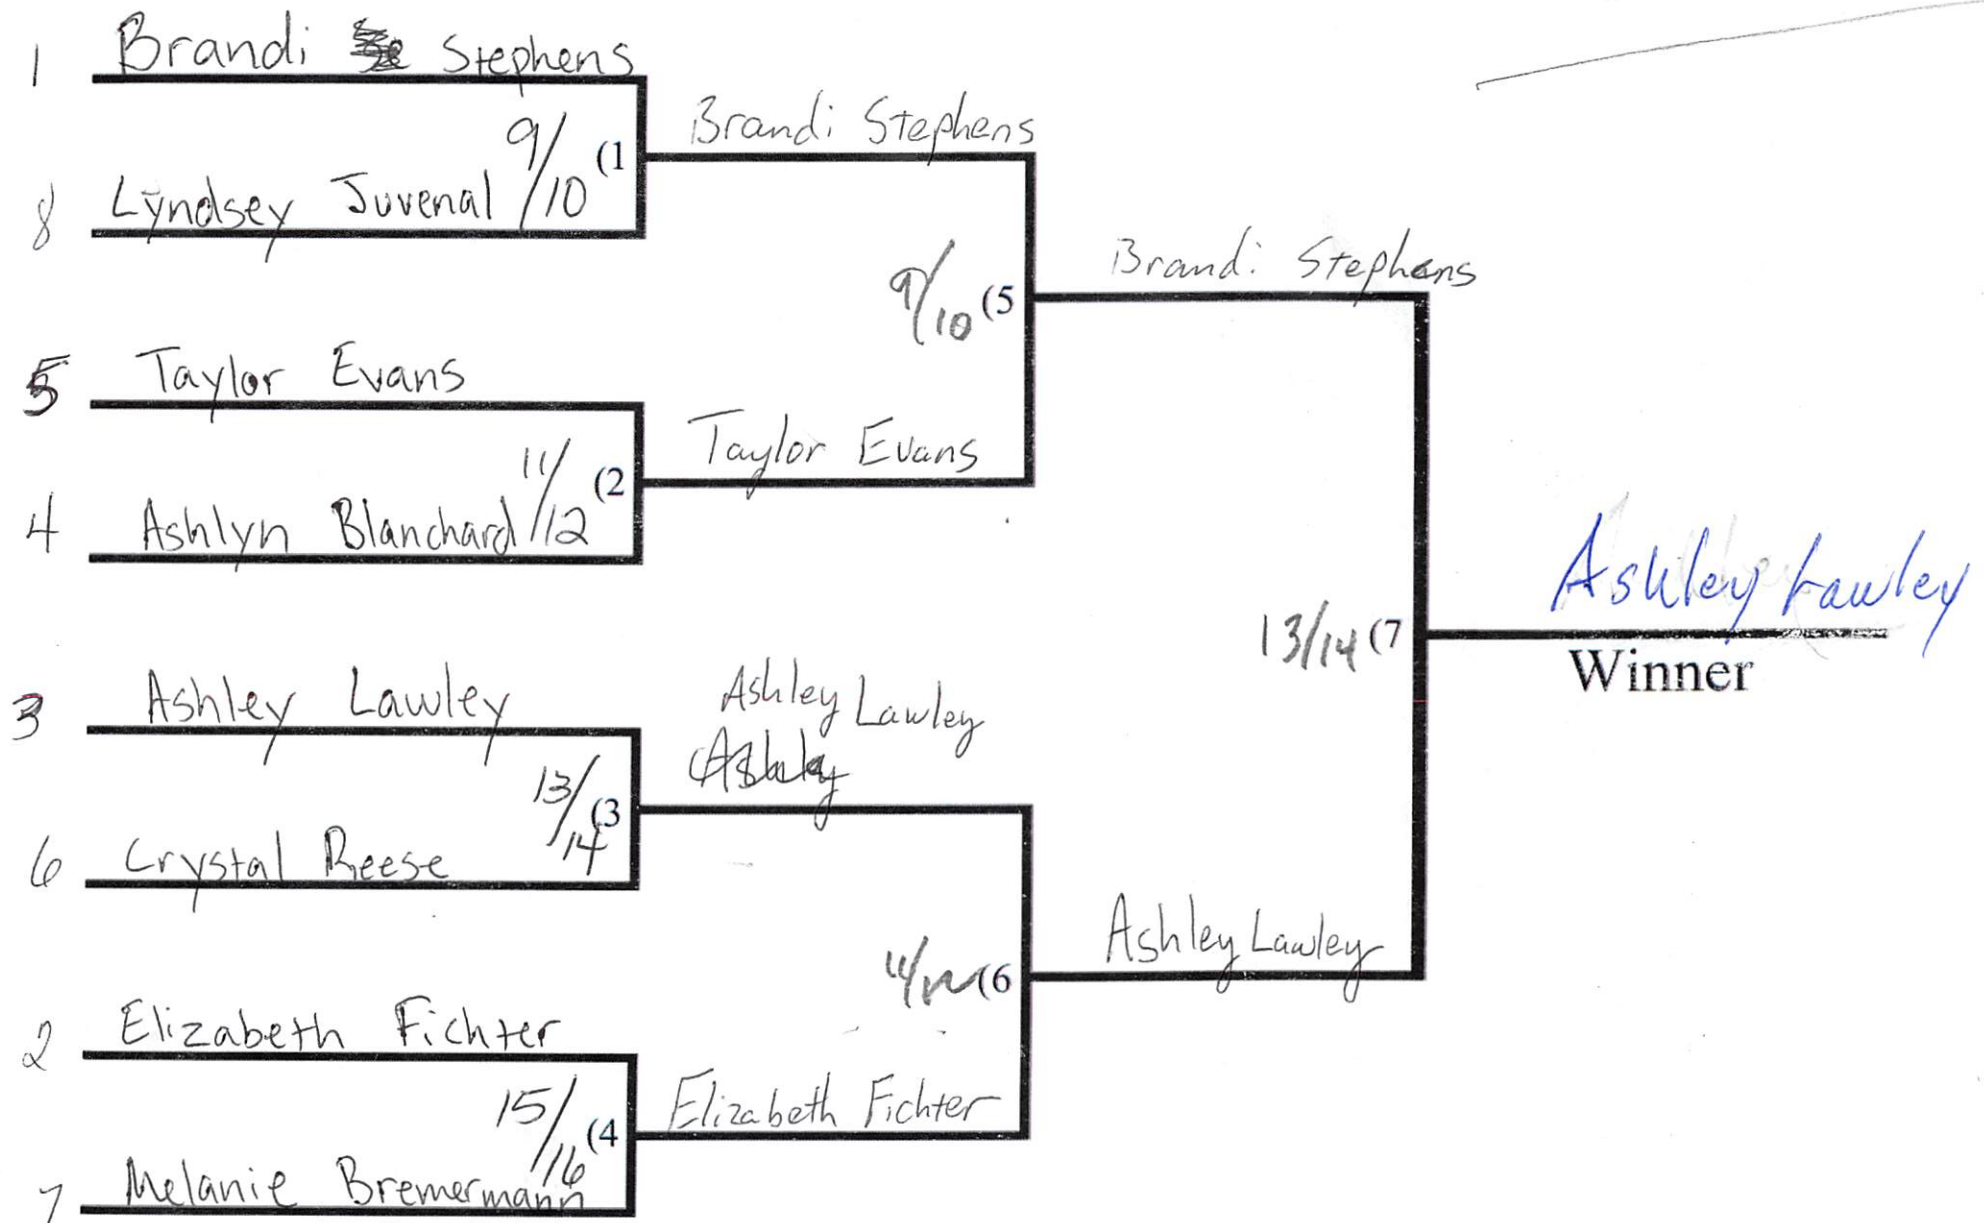 1 Brandi Stephens
9/10 (1
8 Lyndsey Juvenal
Brandi Stephens
9/10 (5
5 Taylor Evans
11/12 (2
4 Ashlyn Blanchard
Taylor Evans
Brandi Stephens
13/14 (7
Ashley Lawley
Winner
3 Ashley Lawley
13/14 (3
6 Crystal Reese
Ashley Lawley
Ashley
11/12 (6
Ashley Lawley
2 Elizabeth Fichter
15/16 (4
7 Melanie Bremermann
Elizabeth Fichter